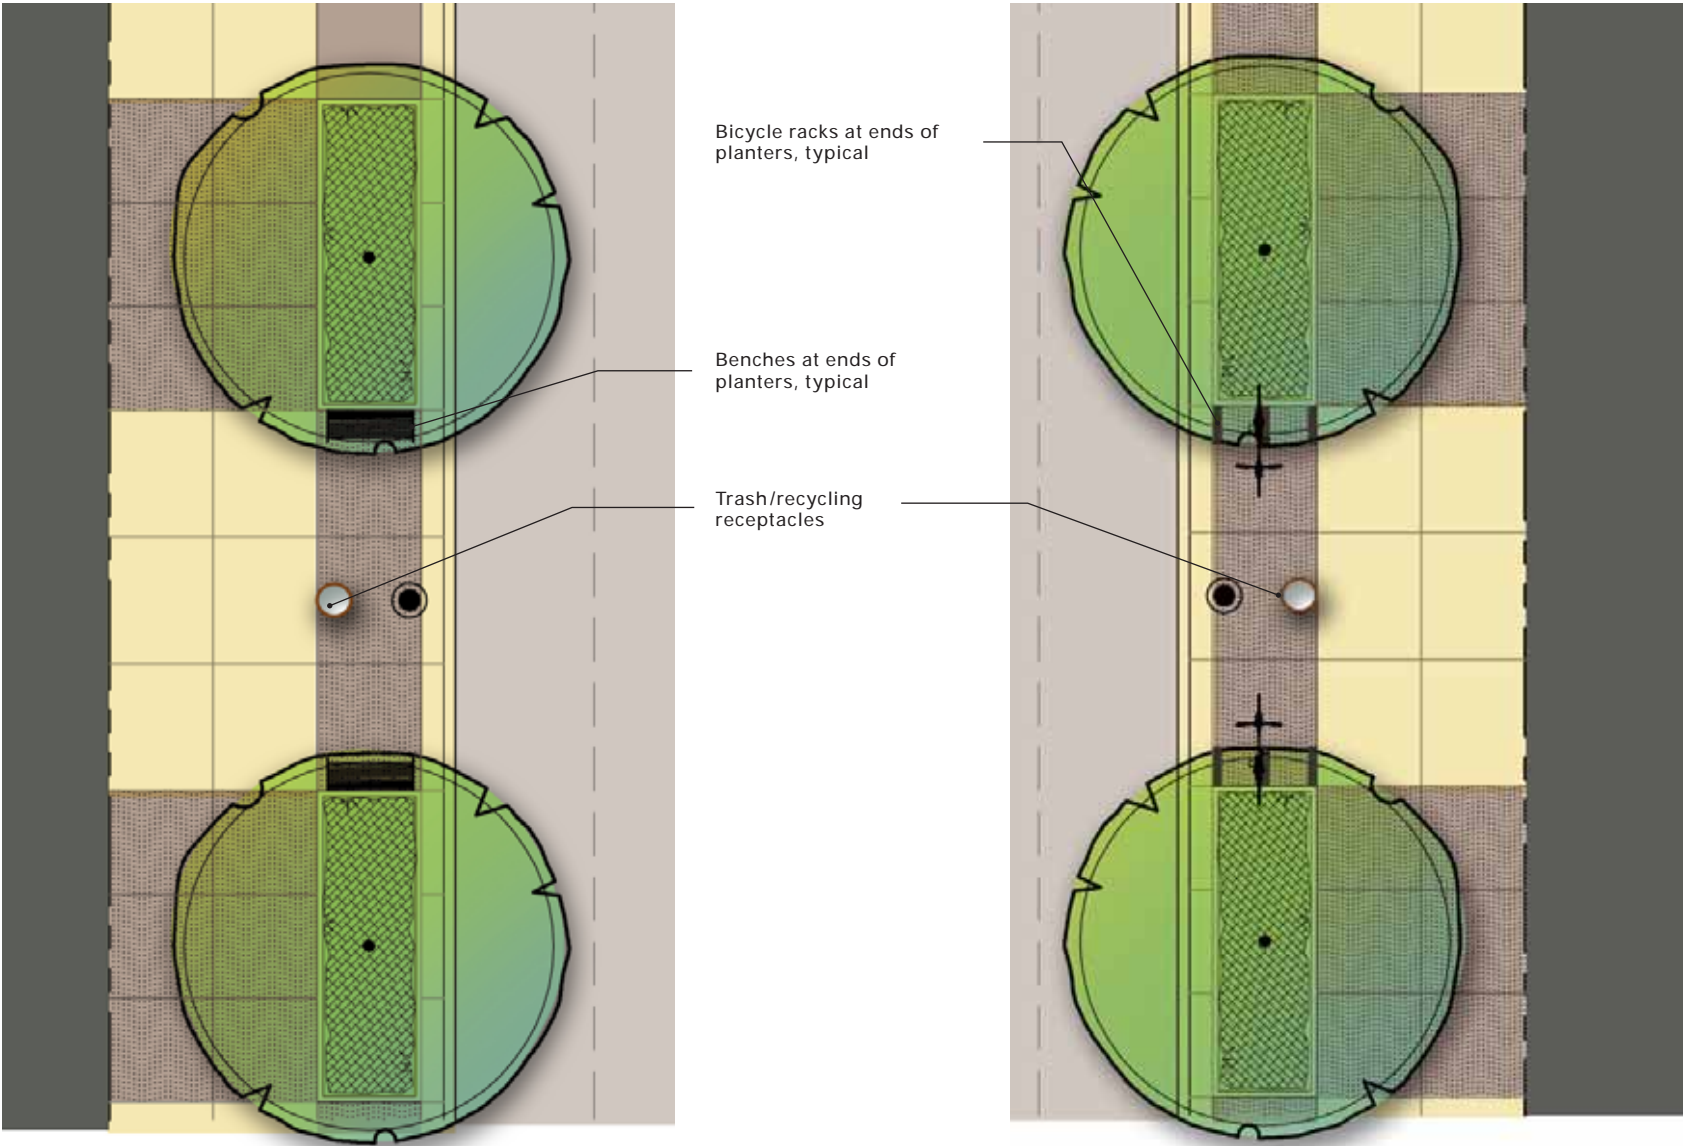 Bicycle racks at ends of
planters, typical
Benches at ends of
planters, typical
Trash/recycling
receptacles